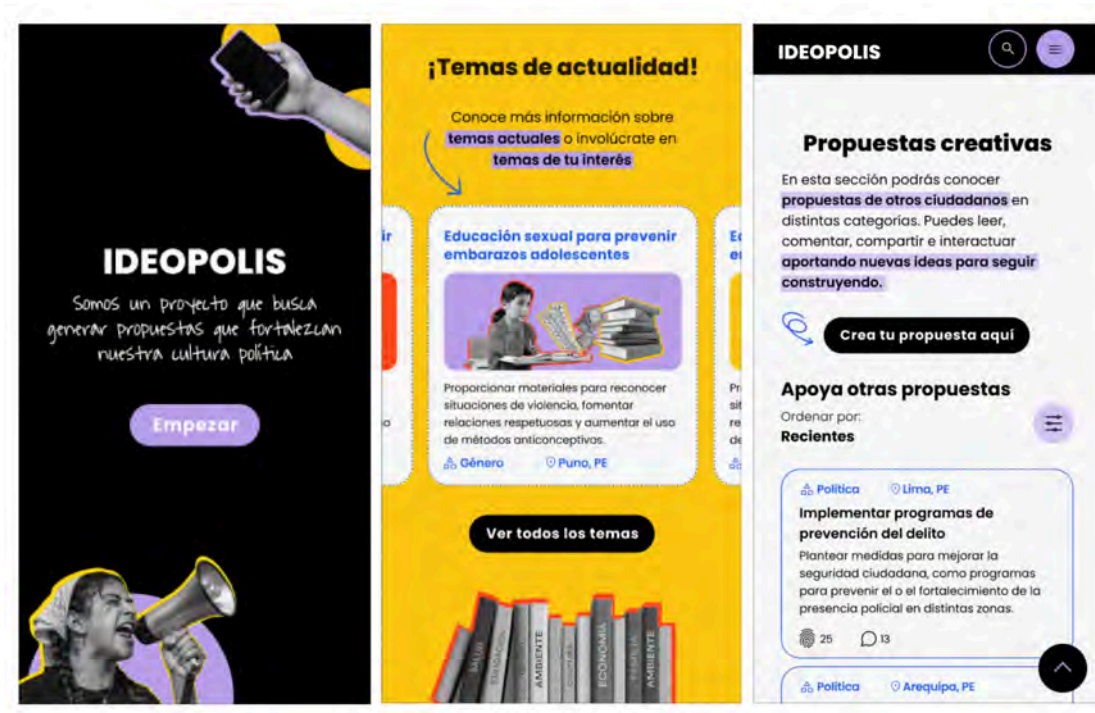 IDEOPOLIS
Somos un proyecto que busca
generar propuestas que fortalezcan
nuestra cultura política
Empezar
¡Temas de actualidad!
Conoce más información sobre
temas actuales o involúcrate en
temas de tu interés
Educación sexual para prevenir
embarazos adolescentes
Proporcionar materiales para reconocer
situaciones de violencia, fomentar
relaciones respetuosas y aumentar el uso
de métodos anticonceptivas.
Género Puno, PE
Ver todos los temas
SALUD
EDUCACIÓN
AMBIENTE
ECONOMÍA
AMBIENTE
IDEOPOLIS
Propuestas creativas
En esta sección podrás conocer
propuestas de otros ciudadanos en
distintas categorías. Puedes leer,
comentar, compartir e interactuar
aportando nuevas ideas para seguir
construyendo.
Crea tu propuesta aquí
Apoya otras propuestas
Ordenar por:
Recientes
Política Lima, PE
Implementar programas de
prevención del delito
Plantear medidas para mejorar la
seguridad ciudadana, como programas
para prevenir el o el fortalecimiento de la
presencia policial en distintas zonas.
25 13
Política Arequipa, PE